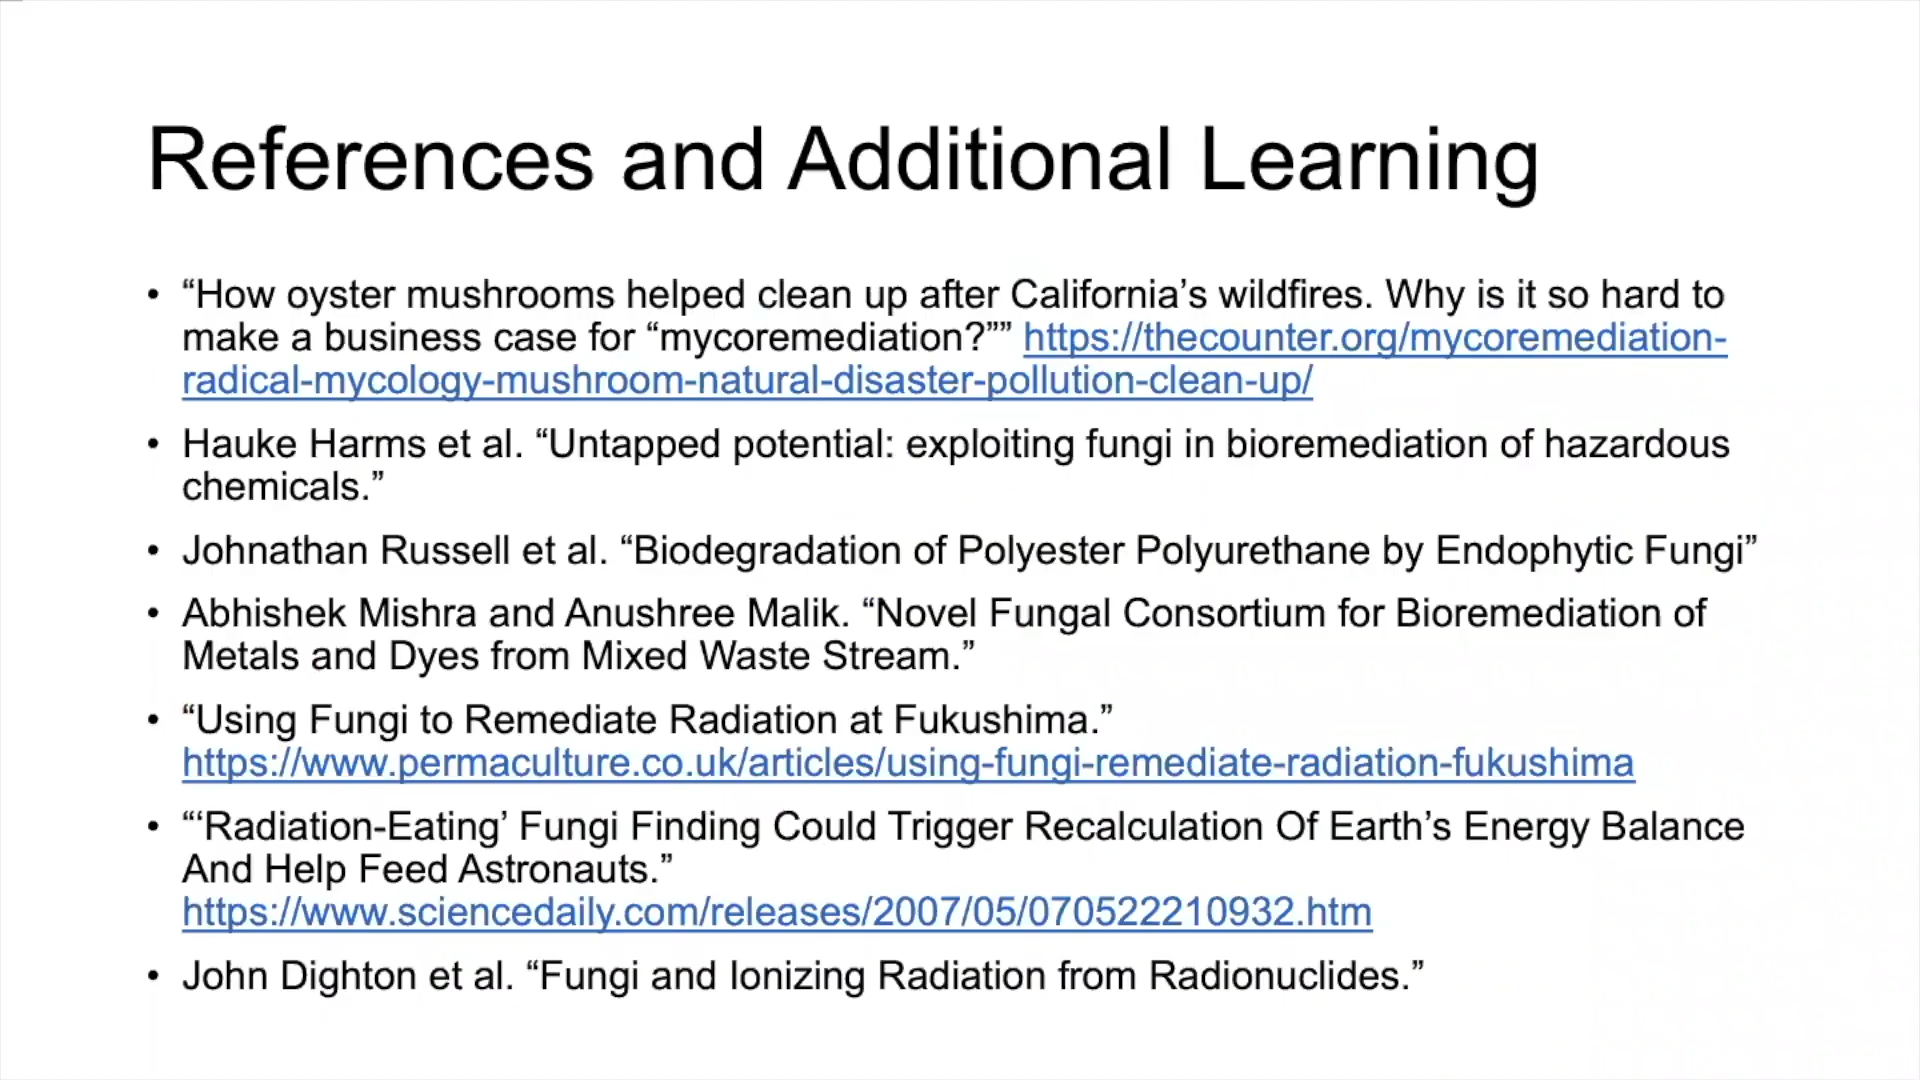 References and Additional Learning
• “How oyster mushrooms helped clean up after California’s wildfires. Why is it so hard to
make a business case for “mycoremediation?”” https://thecounter.org/mycoremediation-
radical-mycology-mushroom-natural-disaster-pollution-clean-up/
• Hauke Harms et al. “Untapped potential: exploiting fungi in bioremediation of hazardous
chemicals.”
• Johnathan Russell et al. “Biodegradation of Polyester Polyurethane by Endophytic Fungi”
• Abhishek Mishra and Anushree Malik. “Novel Fungal Consortium for Bioremediation of
Metals and Dyes from Mixed Waste Stream.”
• “Using Fungi to Remediate Radiation at Fukushima.”
https://www.permaculture.co.uk/articles/using-fungi-remediate-radiation-fukushima
• “‘Radiation-Eating’ Fungi Finding Could Trigger Recalculation Of Earth’s Energy Balance
And Help Feed Astronauts.”
https://www.sciencedaily.com/releases/2007/05/070522210932.htm
• John Dighton et al. “Fungi and Ionizing Radiation from Radionuclides.”